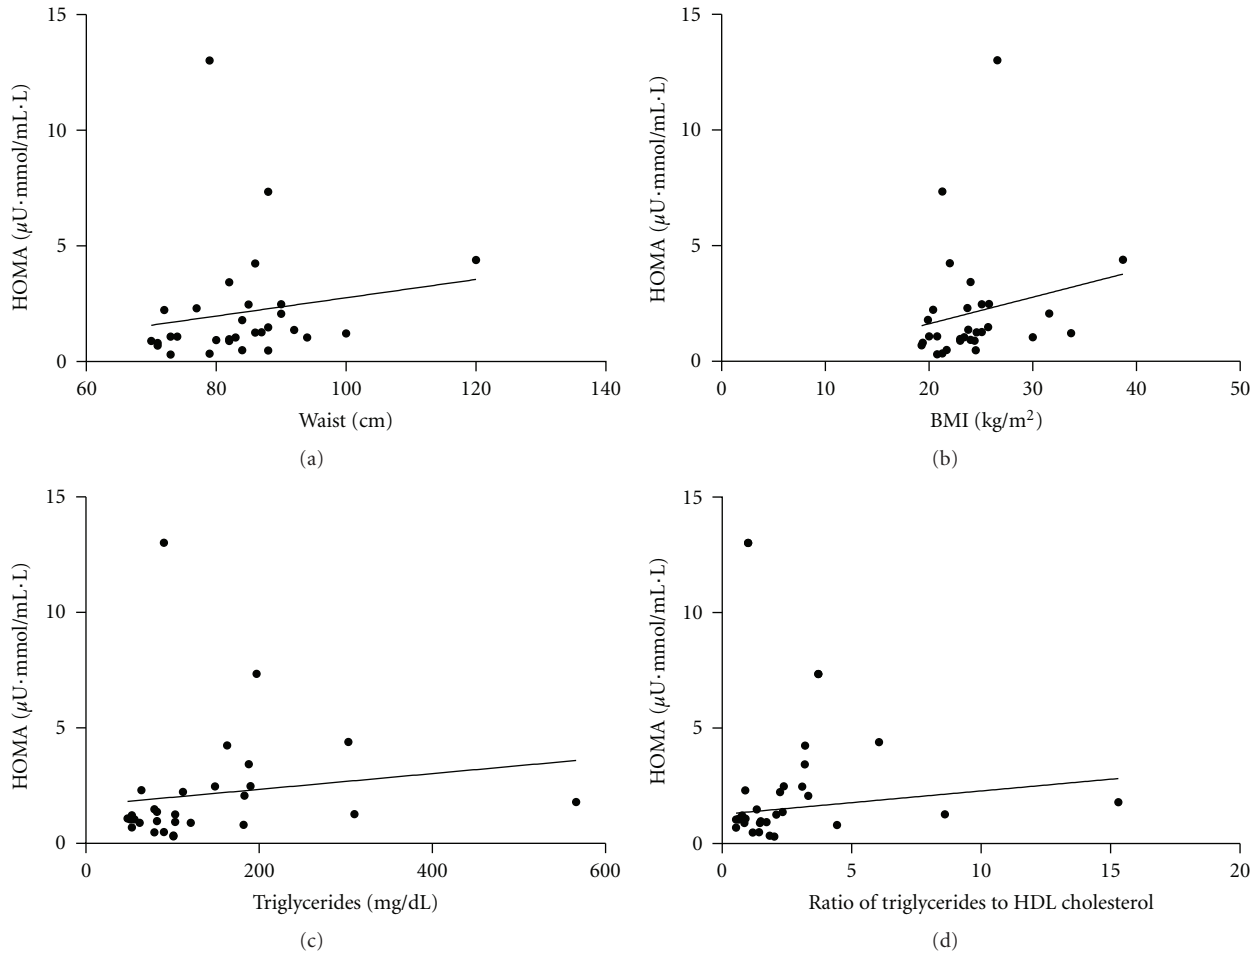 15
10
5
0
60 80 100 120 140
HOMA (μU·mmol/mL·L)
Waist (cm)
(a)
15
10
5
0
0 10 20 30 40 50
HOMA (μU·mmol/mL·L)
BMI (kg/m²)
(b)
15
10
5
0
0 200 400 600
HOMA (μU·mmol/mL·L)
Triglycerides (mg/dL)
(c)
15
10
5
0
0 5 10 15 20
HOMA (μU·mmol/mL·L)
Ratio of triglycerides to HDL cholesterol
(d)